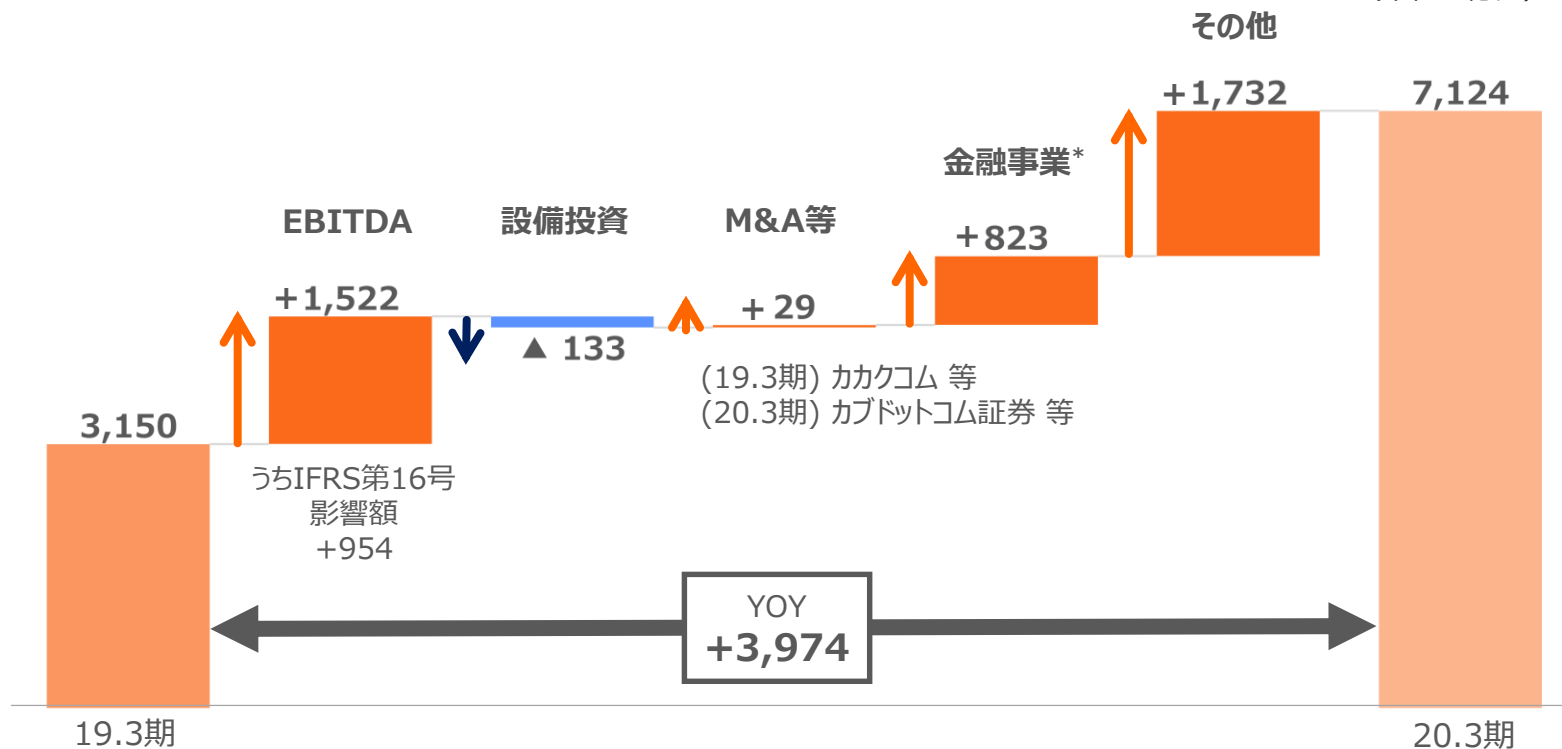 その他
+1,732
7,124
金融事業*
+823
EBITDA
設備投資
M&A等
+1,522
+29
▲ 133
(19.3期) カカクコム 等
(20.3期) カブドットコム証券 等
3,150
うちIFRS第16号
影響額
+954
YOY
+3,974
19.3期
20.3期